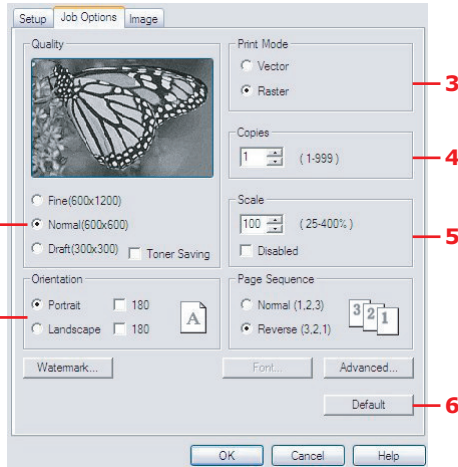 Setup
Job Options
Image
Quality
Fine(600x1200)
Normal(600x600)
Draft(300x300)
Toner Saving
Print Mode
Vector
Raster
3
Copies
1
( 1-999 )
4
Scale
100
( 25-400% )
Disabled
5
Orientation
Portrait
180
Landscape
180
A
Page Sequence
Normal (1,2,3)
Reverse (3,2,1)
3 2 1
Watermark...
Font...
Advanced...
Default
6
OK
Cancel
Help